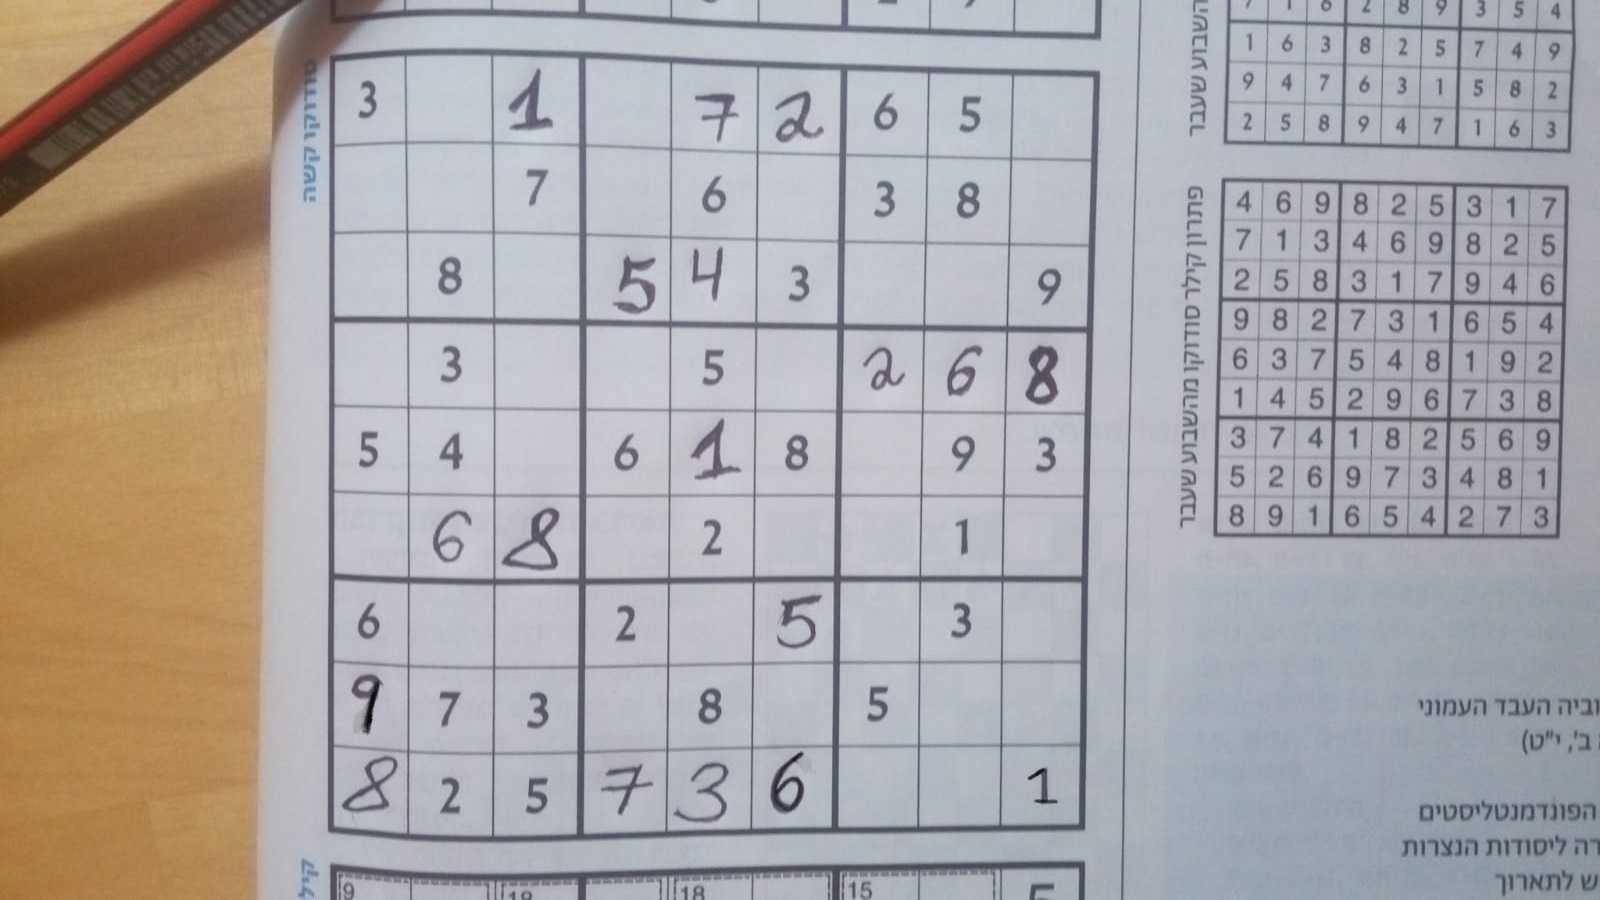 7 1 6 2 8 9 3 5 4
1 6 3 8 2 5 7 4 9
9 4 7 6 3 1 5 8 2
2 5 8 9 4 7 1 6 3
סודוקו קשה
3 1 7 2 6 5
7 6 3 8
8 5 4 3 9
3 5 2 6 8
5 4 6 1 8 9 3
6 8 2 1
6 2 5 3
9 7 3 8 5
8 2 5 7 3 6 1
פתרון קילר סודוקו מהשבוע שעבר
4 6 9 8 2 5 3 1 7
7 1 3 4 6 9 8 2 5
2 5 8 3 1 7 9 4 6
9 8 2 7 3 1 6 5 4
6 3 7 5 4 8 1 9 2
1 4 5 2 9 6 7 3 8
3 7 4 1 8 2 5 6 9
5 2 6 9 7 3 4 8 1
8 9 1 6 5 4 2 7 3
וביה העבד העמוני
ב', י"ט)
הפונדמנטליסטים
רה ליסודות הנצרות
ש לתארוך
9 18 15